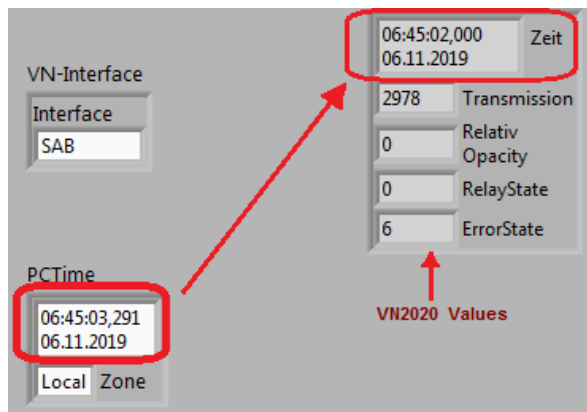 VN-Interface
Interface
SAB
06:45:02,000
06.11.2019
Zeit
2978 Transmission
0 Relativ
Opacity
0 RelayState
6 ErrorState
VN2020 Values
PCTime
06:45:03,291
06.11.2019
Local Zone